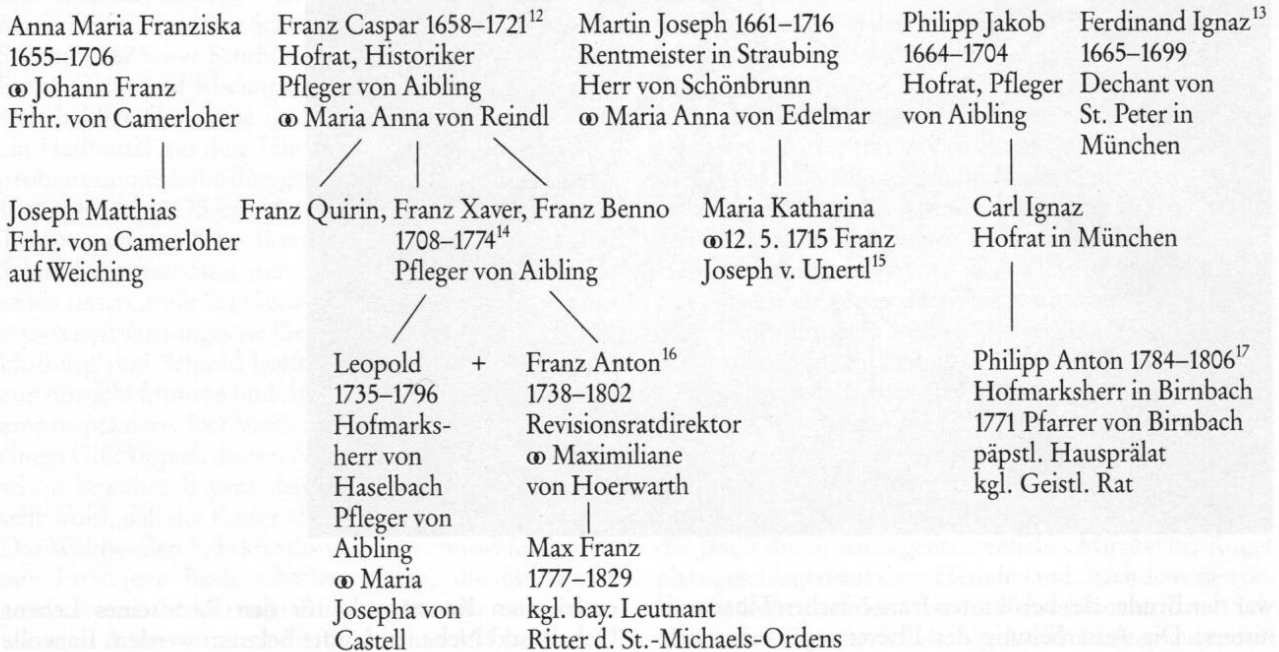 Anna Maria Franziska
1655–1706
⚭ Johann Franz
Frhr. von Camerloher
Franz Caspar 1658–1721¹²
Hofrat, Historiker
Pfleger von Aibling
⚭ Maria Anna von Reindl
Martin Joseph 1661–1716
Rentmeister in Straubing
Herr von Schönbrunn
⚭ Maria Anna von Edelmar
Philipp Jakob
1664–1704
Hofrat, Pfleger
von Aibling
Ferdinand Ignaz¹³
1665–1699
Dechant von
St. Peter in
München
Joseph Matthias
Frhr. von Camerloher
auf Weiching
Franz Quirin, Franz Xaver, Franz Benno
1708–1774¹⁴
Pfleger von Aibling
Maria Katharina
⚭ 12. 5. 1715 Franz
Joseph v. Unertl¹⁵
Carl Ignaz
Hofrat in München
Leopold +
1735–1796
Hofmarks-
herr von
Haselbach
Pfleger von
Aibling
⚭ Maria
Josepha von
Castell
Franz Anton¹⁶
1738–1802
Revisionsratdirektor
⚭ Maximiliane
von Hoerwarth
Max Franz
1777–1829
kgl. bay. Leutnant
Ritter d. St.-Michaels-Ordens
Philipp Anton 1784–1806¹⁷
Hofmarksherr in Birnbach
1771 Pfarrer von Birnbach
päpstl. Hausprälat
kgl. Geistl. Rat